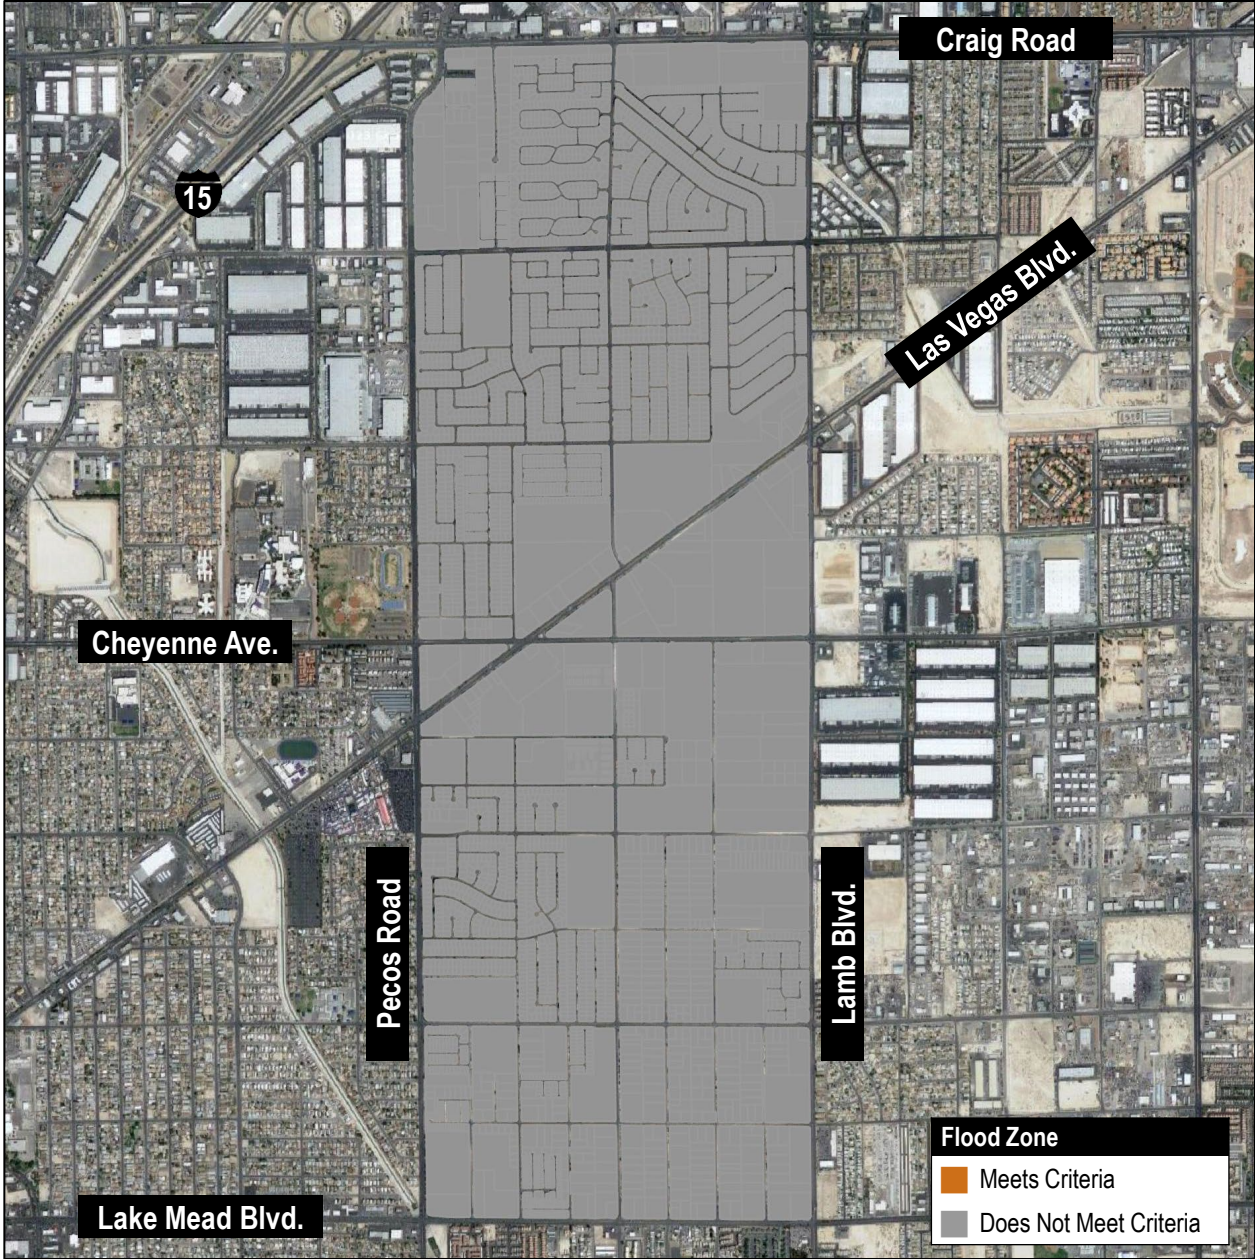 Craig Road
15
Las Vegas Blvd.
Cheyenne Ave.
Pecos Road
Lamb Blvd.
Lake Mead Blvd.
Flood Zone
Meets Criteria
Does Not Meet Criteria